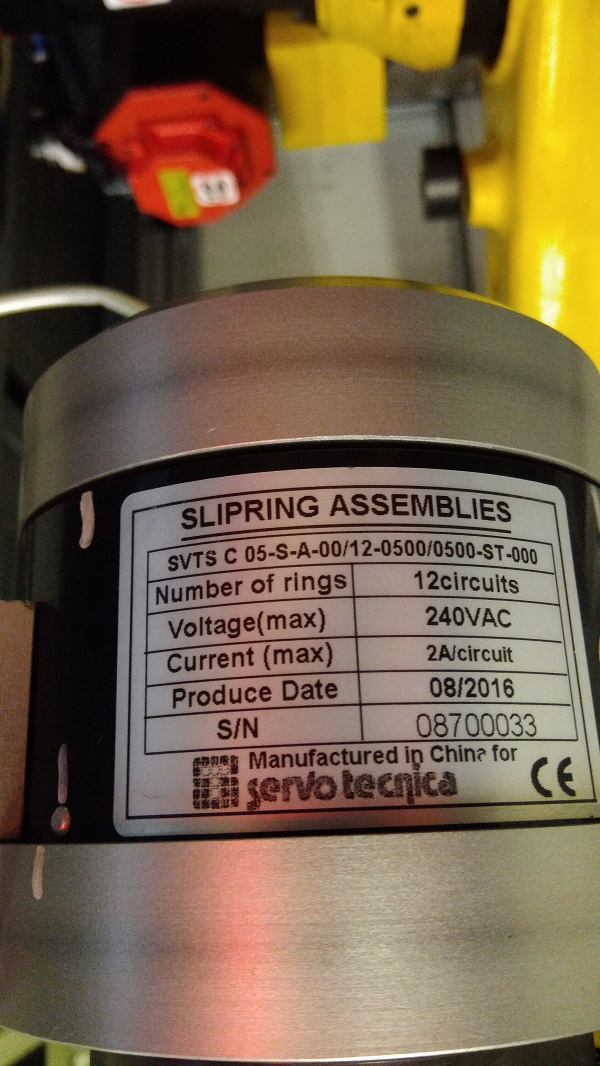 SLIPRING ASSEMBLIES
SVTS C 05-S-A-00/12-0500/0500-ST-000
Number of rings 12circuits
Voltage(max) 240VAC
Current (max) 2A/circuit
Produce Date 08/2016
S/N 08700033
Manufactured in China for
servotecnica CE